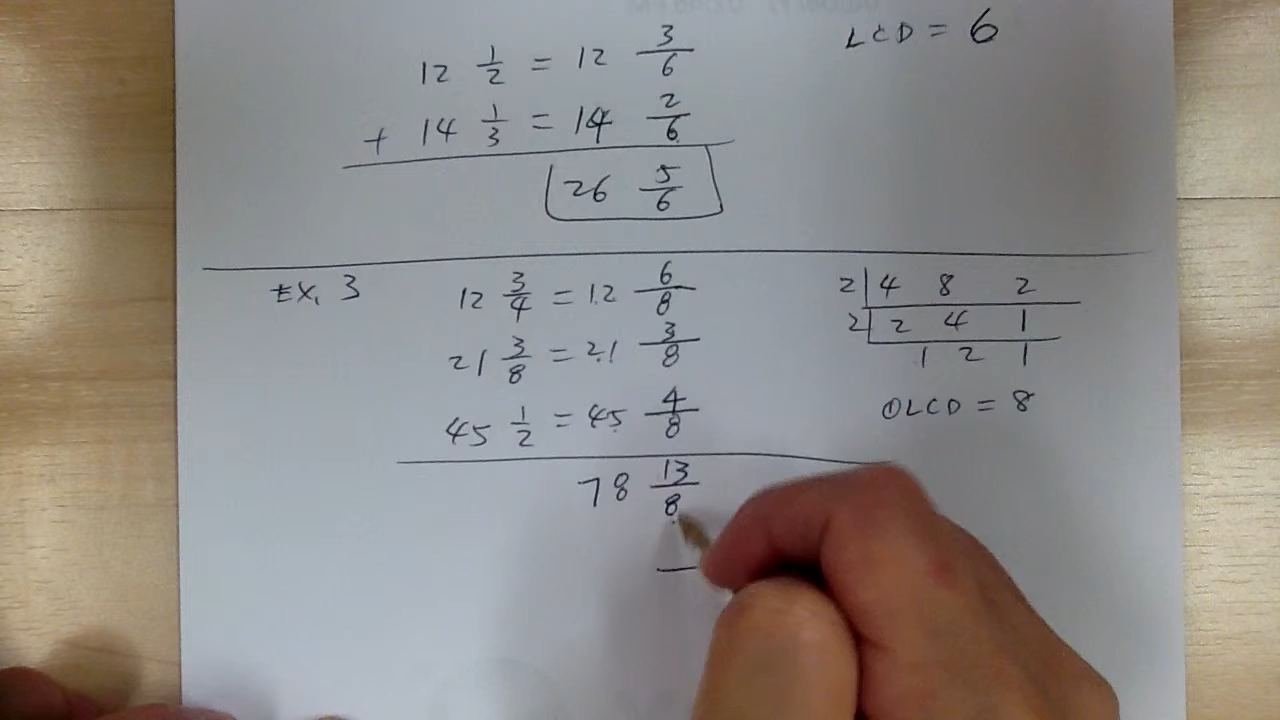 LCD = 6
12 1/2 = 12 3/6
+ 14 1/3 = 14 2/6
26 5/6
Ex. 3
12 3/4 = 12 6/8
21 3/8 = 21 3/8
45 1/2 = 45 4/8
78 13/8
2 | 4 8 2
2 | 2 4 1
1 2 1
① LCD = 8